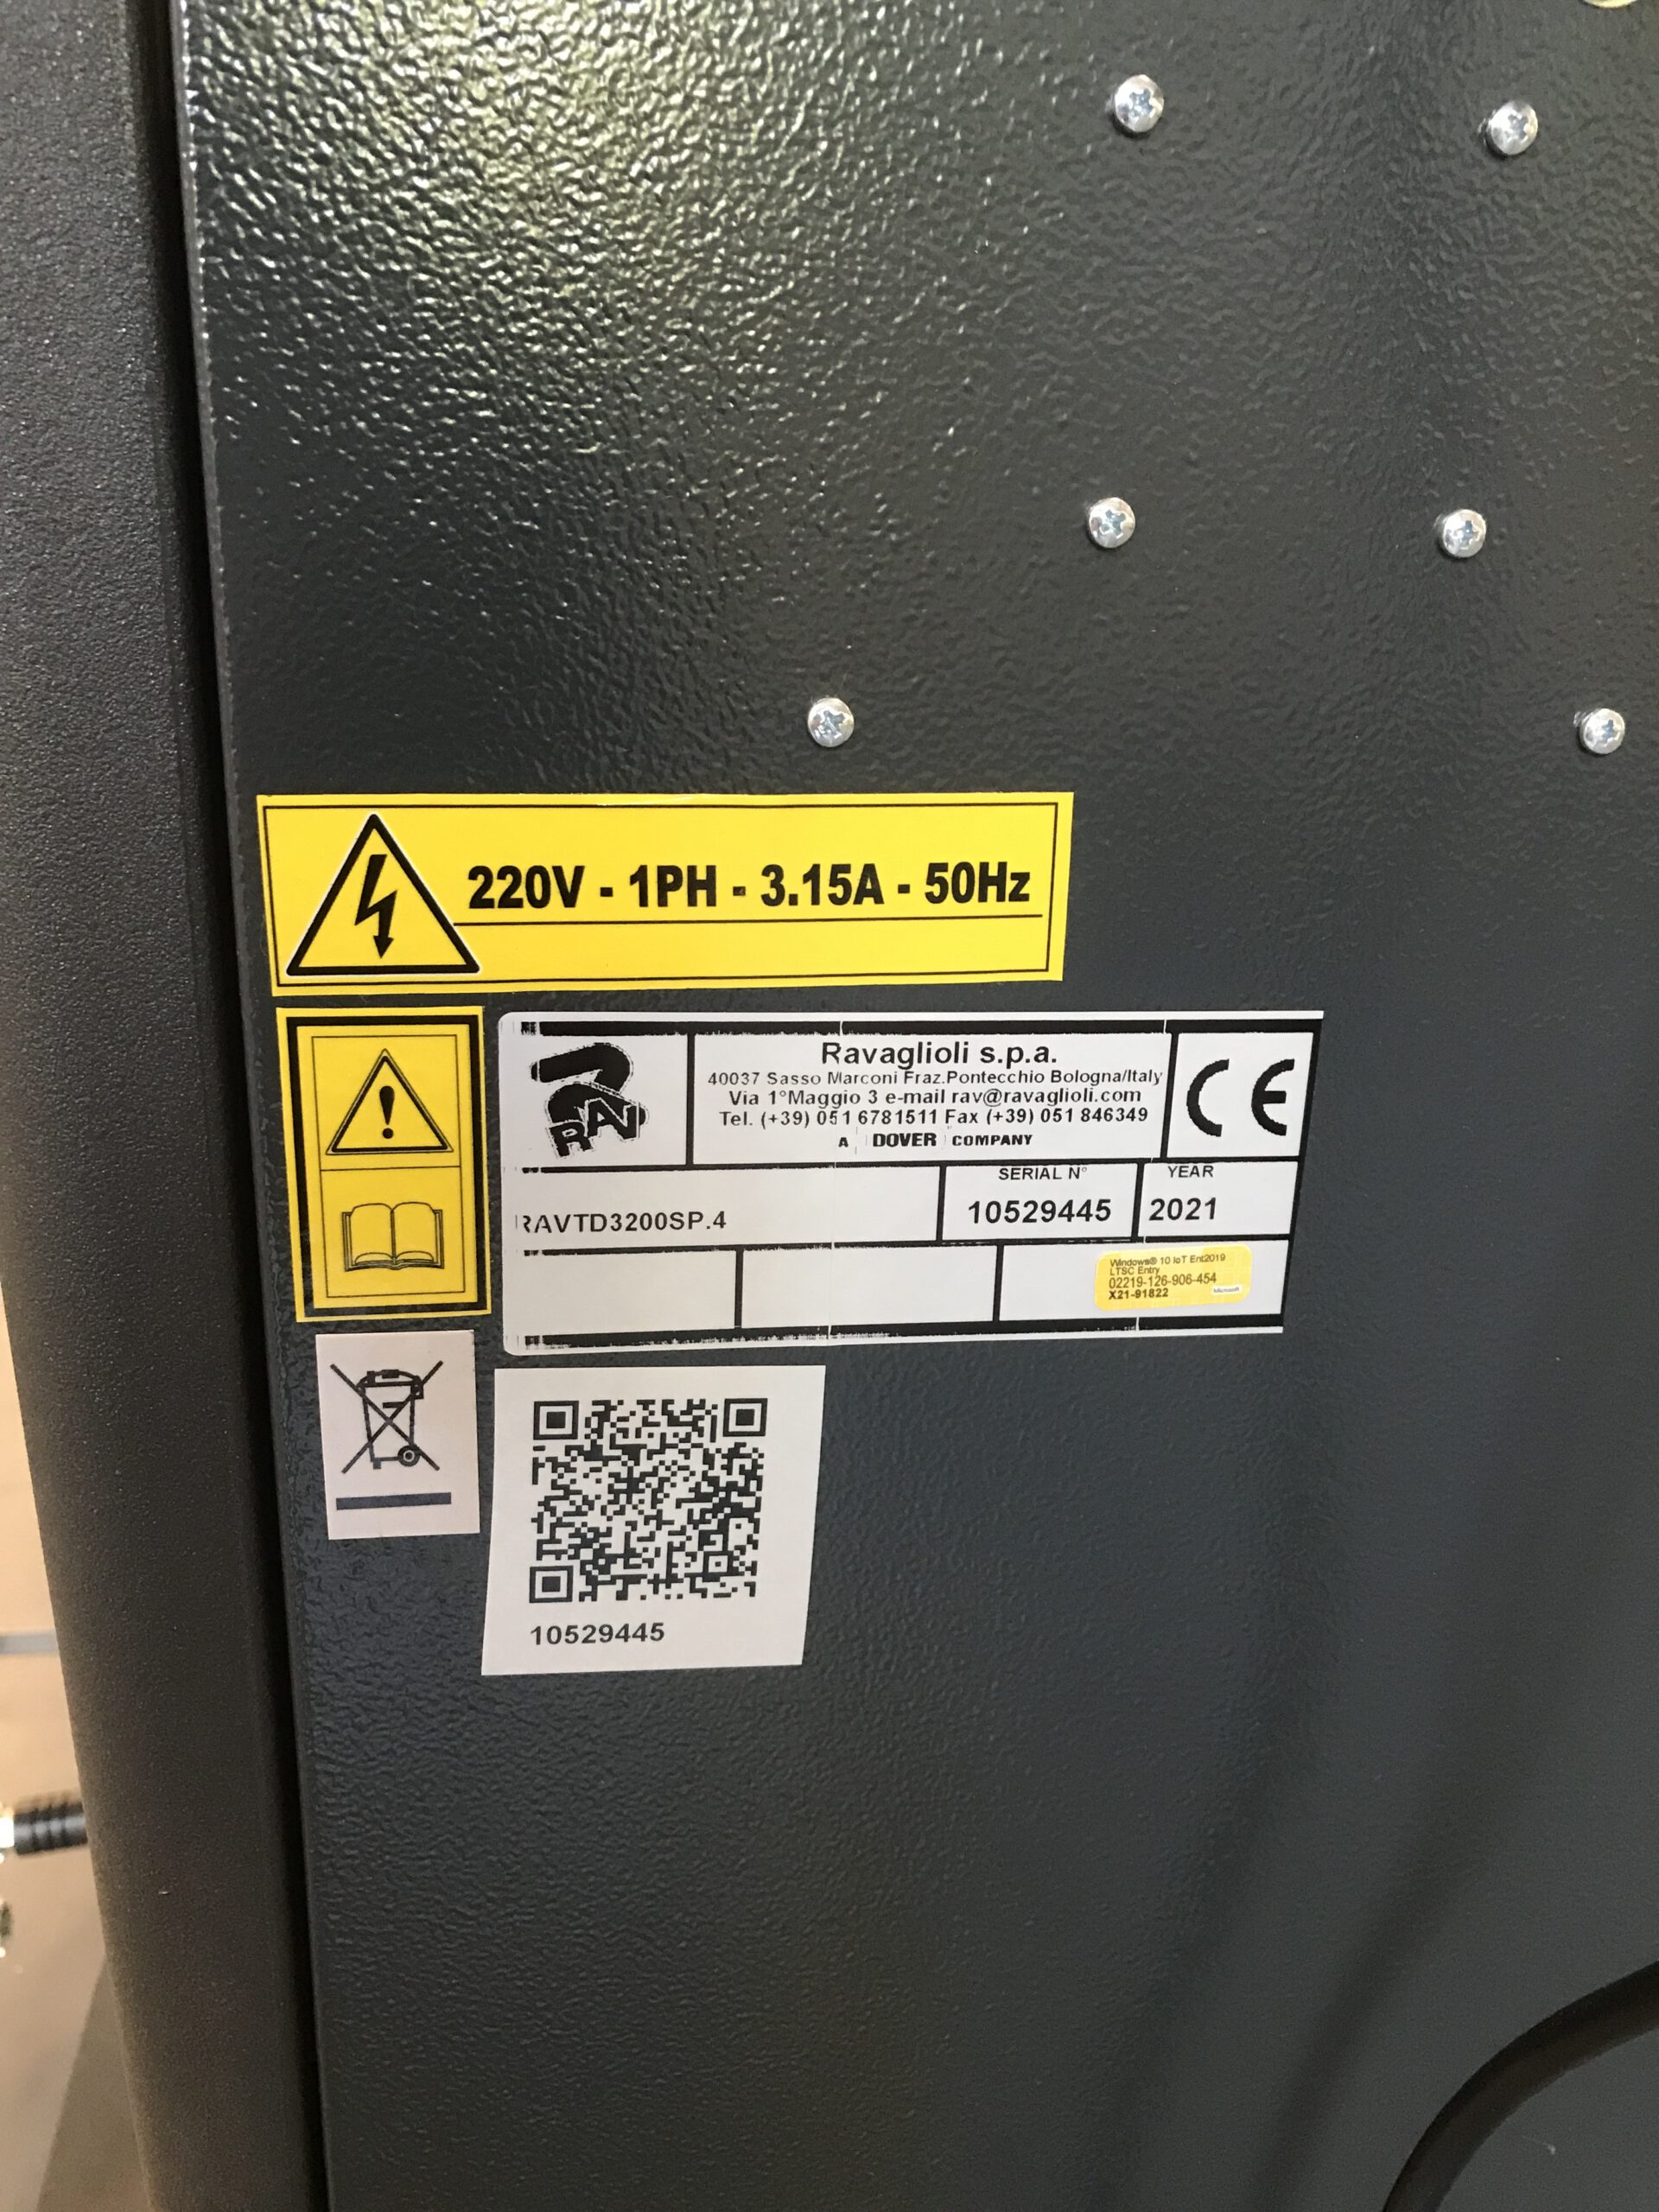 220V - 1PH - 3.15A - 50Hz
RAV
Ravaglioli s.p.a.
40037 Sasso Marconi Fraz.Pontecchio Bologna/Italy
Via 1°Maggio 3 e-mail rav@ravaglioli.com
Tel. (+39) 051 6781511 Fax (+39) 051 846349
A DOVER COMPANY
CE
SERIAL N°
YEAR
RAVTD3200SP.4
10529445
2021
Windows® 10 IoT Ent2019
LTSC Entry
02219-126-906-454
X21-91822
Microsoft
10529445